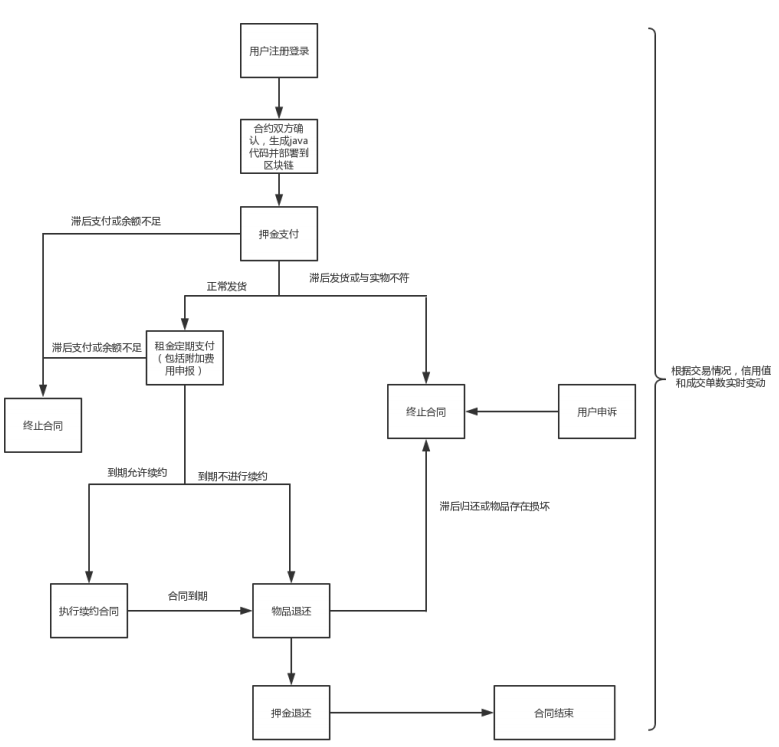 用户注册登录
合约双方确
认，生成java
代码并部署到
区块链
滞后支付或余额不足
押金支付
正常发货
滞后发货或与实物不符
滞后支付或余额不足
租金定期支付
（包括附加费
用申报）
根据交易情况，信用值
和成交单数实时变动
终止合同
终止合同
用户申诉
到期允许续约
到期不进行续约
滞后归还或物品存在损坏
执行续约合同
合同到期
物品退还
押金退还
合同结束